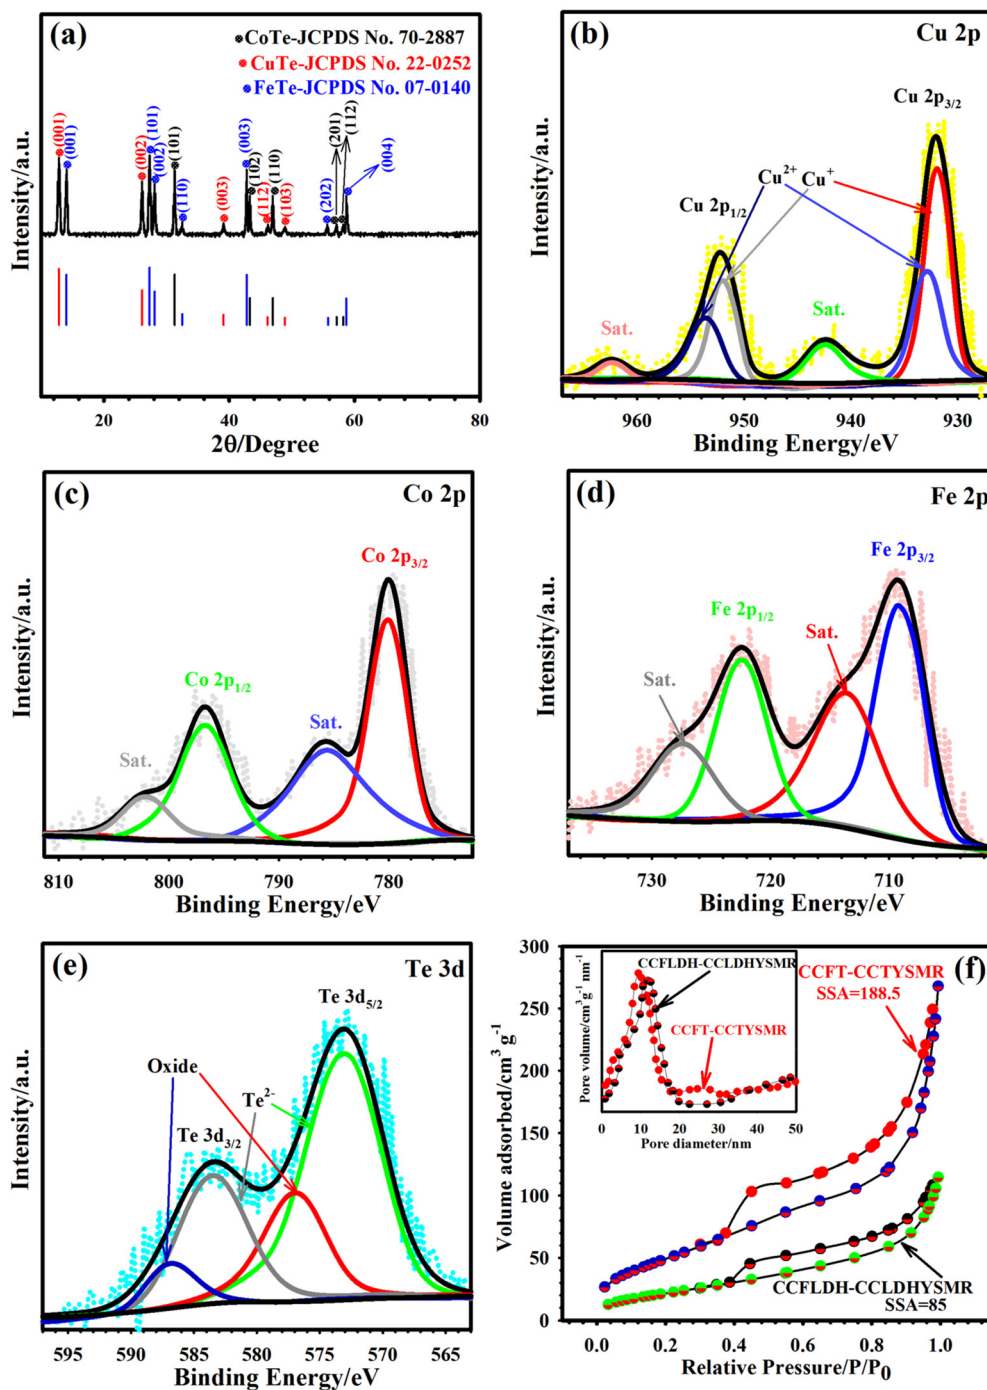 (a)
CoTe-JCPDS No. 70-2887
CuTe-JCPDS No. 22-0252
FeTe-JCPDS No. 07-0140
(001)
(001)
(002)
(101)
(002)
(110)
(101)
(003)
(003)
(102)
(112)
(110)
(103)
(202)
(201)
(112)
(004)
Intensity/a.u.
20 40 60 80
2θ/Degree
(b)
Cu 2p
Cu 2p3/2
Cu2+
Cu+
Cu 2p1/2
Sat.
Sat.
Intensity/a.u.
960 950 940 930
Binding Energy/eV
(c)
Co 2p
Co 2p3/2
Co 2p1/2
Sat.
Sat.
Intensity/a.u.
810 800 790 780
Binding Energy/eV
(d)
Fe 2p
Fe 2p3/2
Fe 2p1/2
Sat.
Sat.
Intensity/a.u.
730 720 710
Binding Energy/eV
(e)
Te 3d
Te 3d5/2
Oxide
Te2-
Te 3d3/2
Intensity/a.u.
595 590 585 580 575 570 565
Binding Energy/eV
(f)
300
250
200
150
100
50
0
Volume adsorbed/cm3 g-1
CCFLDH-CCLDHYSMR
CCFT-CCTYSMR
Pore volume/cm3 g-1 nm-1
0 10 20 30 40 50
Pore diameter/nm
CCFT-CCTYSMR
SSA=188.5
CCFLDH-CCLDHYSMR
SSA=85
0.0 0.2 0.4 0.6 0.8 1.0
Relative Pressure/P/P0